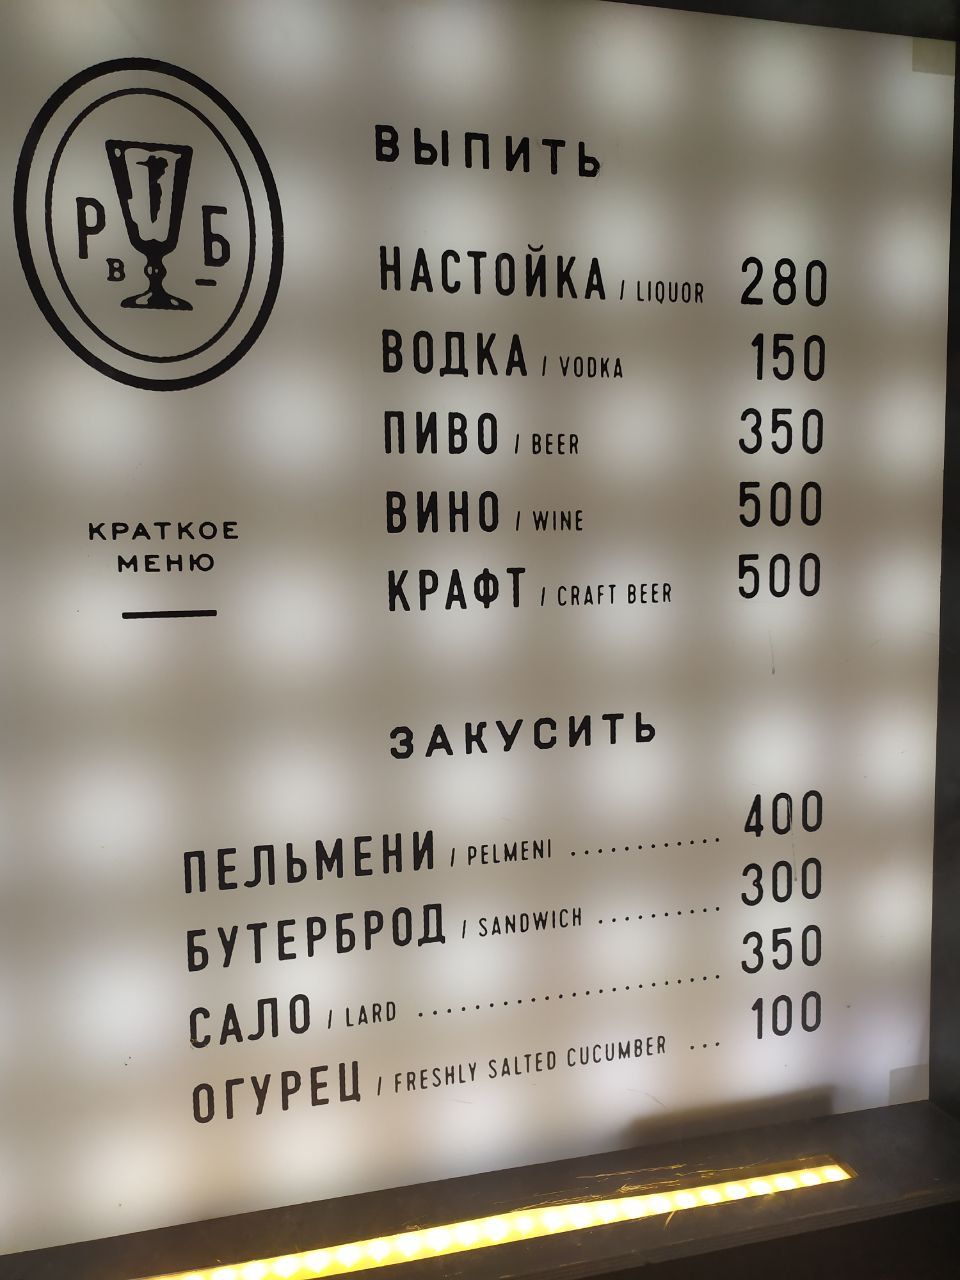 Р В Б
КРАТКОЕ
МЕНЮ
ВЫПИТЬ
НАСТОЙКА / LIQUOR 280
ВОДКА / VODKA 150
ПИВО / BEER 350
ВИНО / WINE 500
КРАФТ / CRAFT BEER 500
ЗАКУСИТЬ
ПЕЛЬМЕНИ / PELMENI ............ 400
БУТЕРБРОД / SANDWICH .......... 300
САЛО / LARD ...................... 350
ОГУРЕЦ / FRESHLY SALTED CUCUMBER ... 100